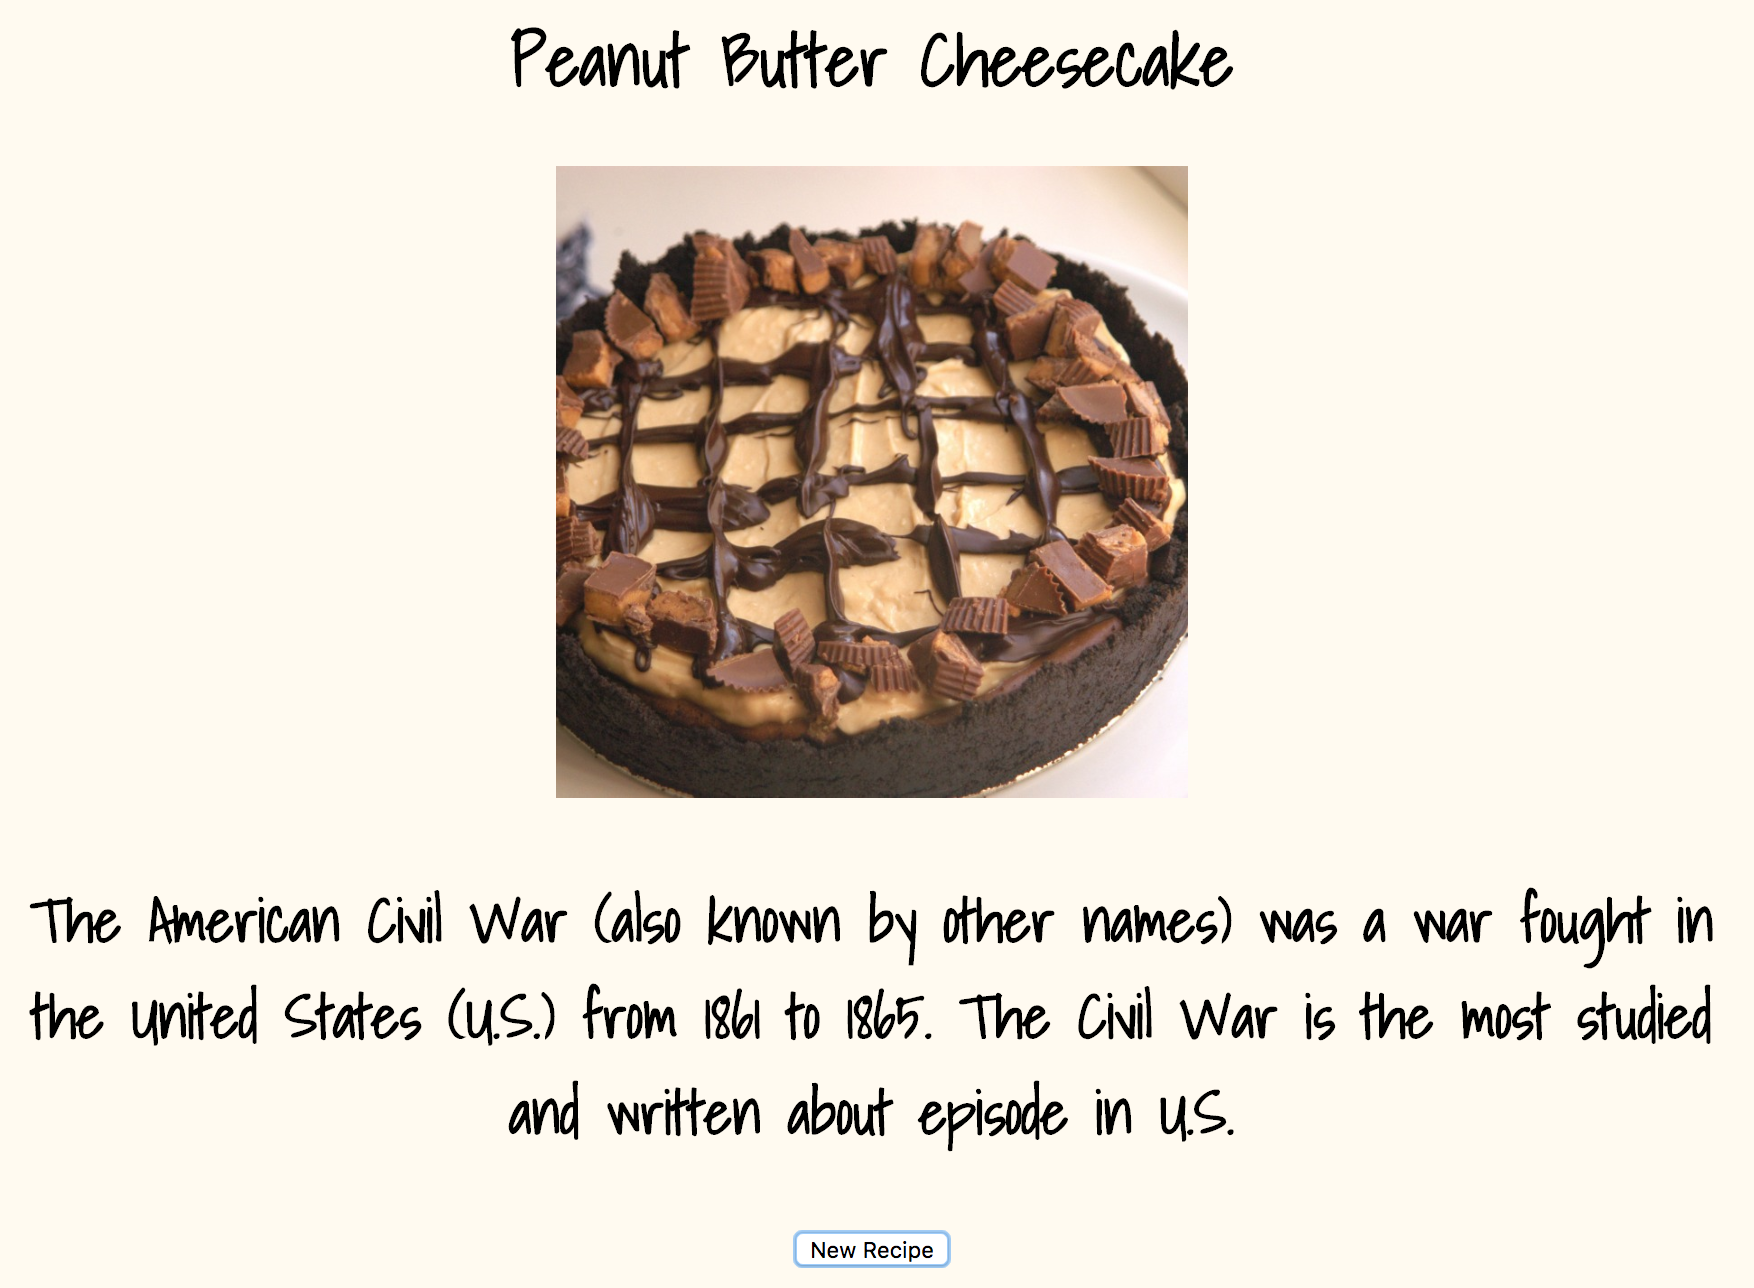 Peanut Butter Cheesecake
The American Civil War (also known by other names) was a war fought in
the United States (U.S.) from 1861 to 1865. The Civil War is the most studied
and written about episode in U.S.
New Recipe